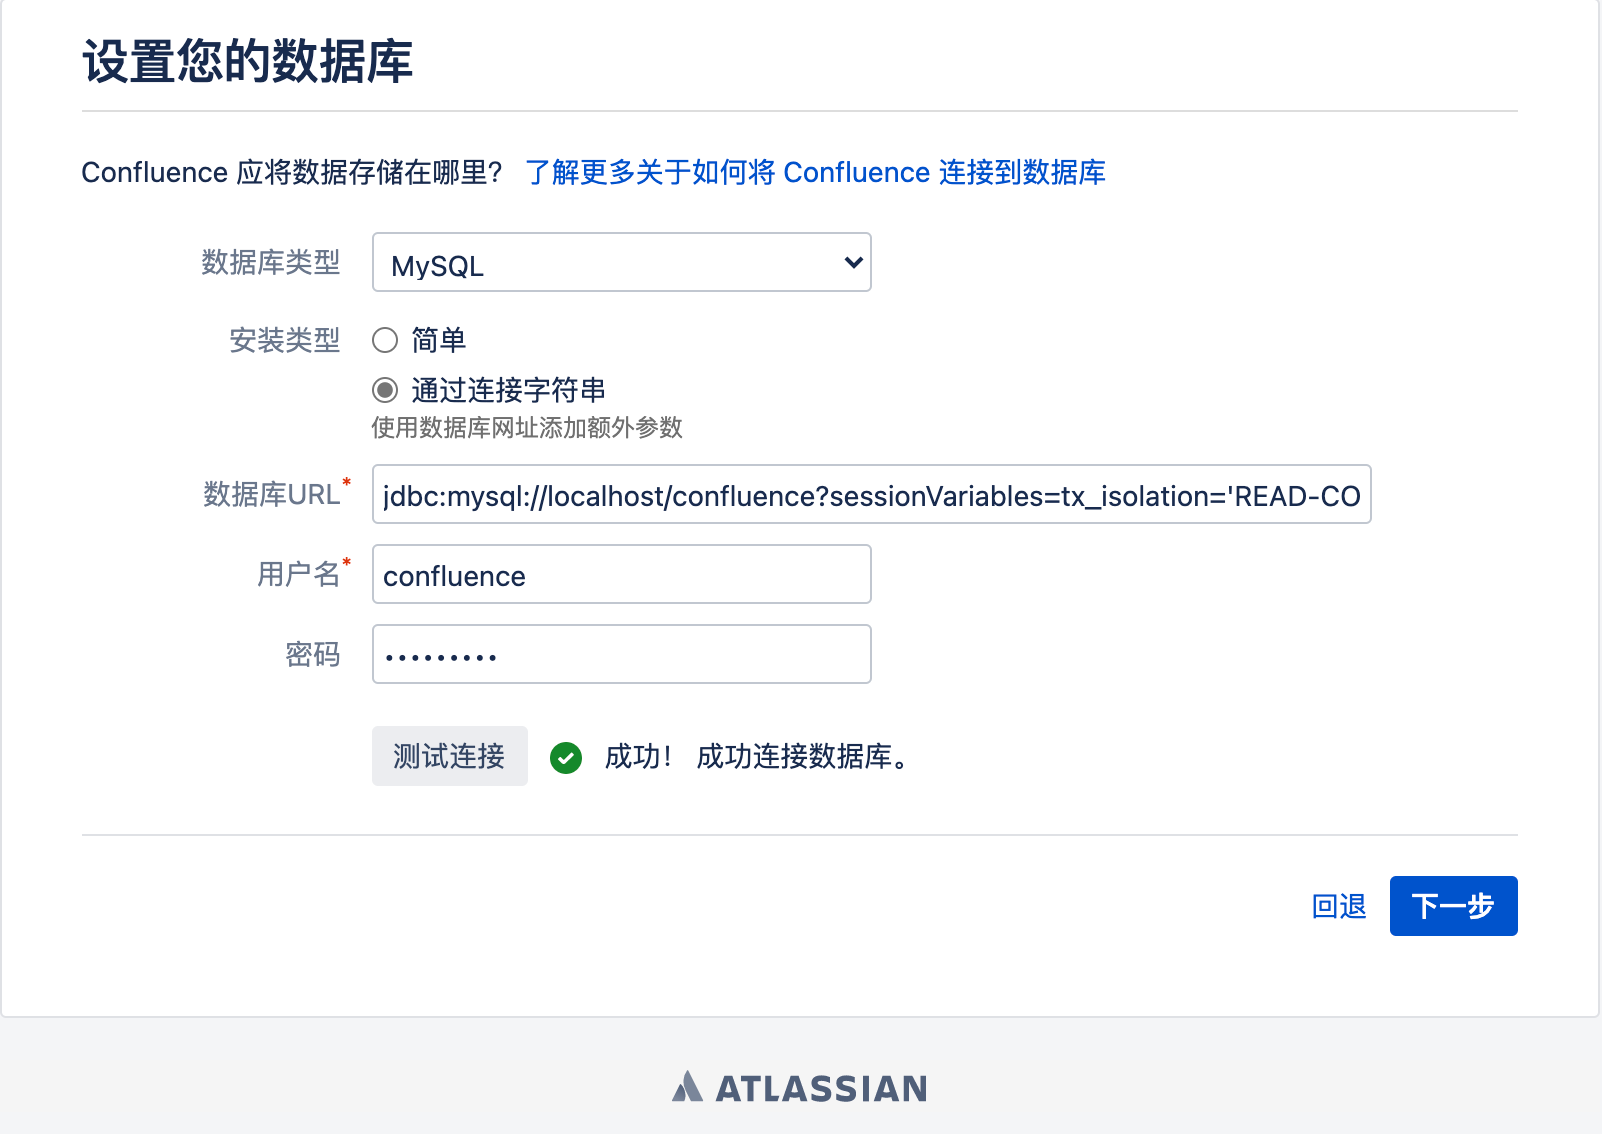 设置您的数据库
Confluence 应将数据存储在哪里? 了解更多关于如何将 Confluence 连接到数据库
数据库类型 MySQL
安装类型 简单
通过连接字符串
使用数据库网址添加额外参数
数据库URL* jdbc:mysql://localhost/confluence?sessionVariables=tx_isolation='READ-CO
用户名* confluence
密码 •••••••••
测试连接 成功! 成功连接数据库。
回退 下一步
ATLASSIAN